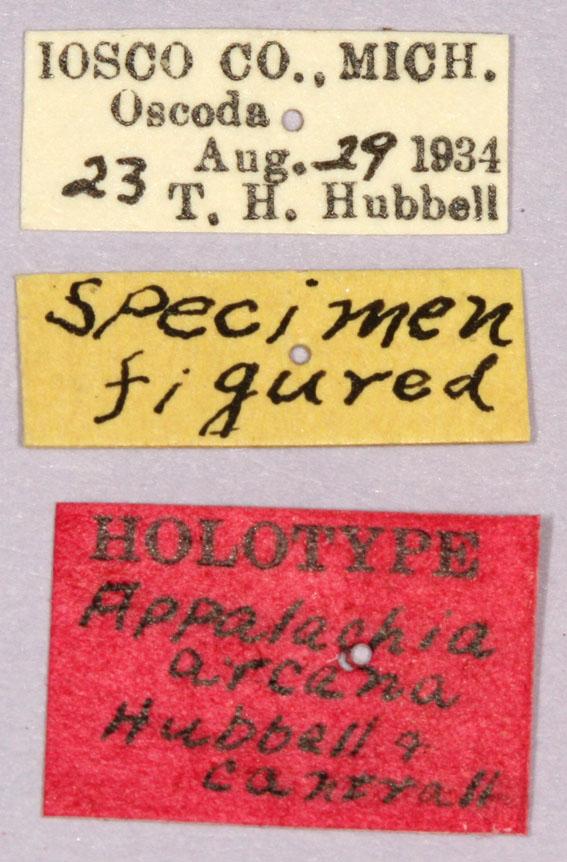 IOSCO CO., MICH.
Oscoda
Aug. 29 1934
23 T. H. Hubbell
Specimen
figured
HOLOTYPE
Appalachia
arcana
Hubbell &
Cantrall